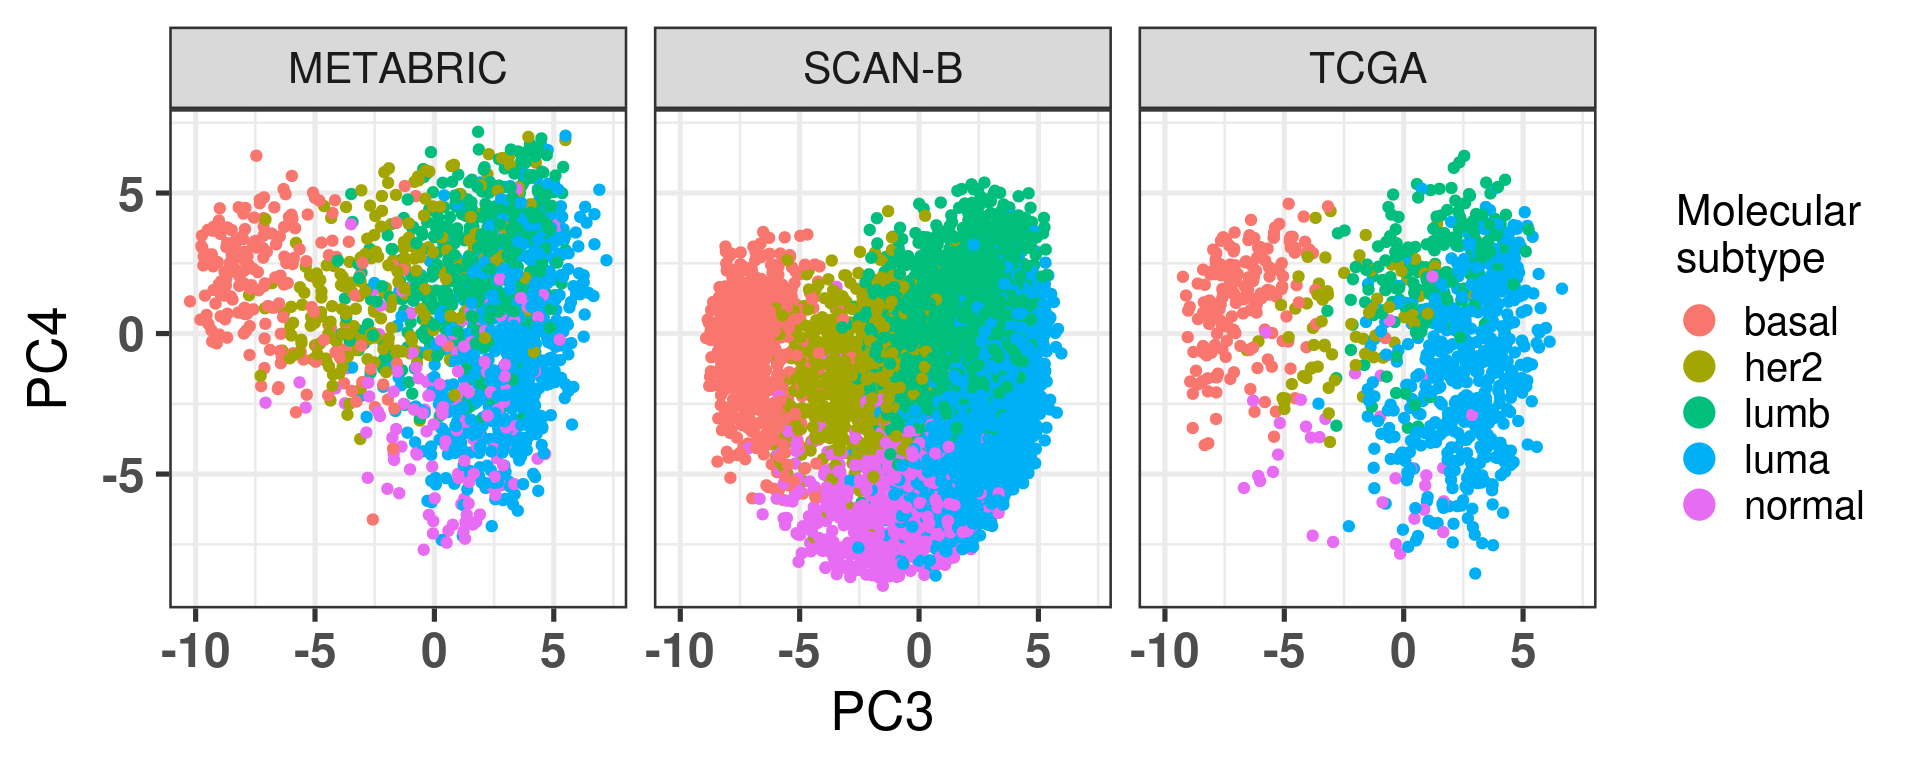 METABRIC SCAN-B TCGA
PC4
5
0
-5
-10 -5 0 5 -10 -5 0 5 -10 -5 0 5
PC3
Molecular
subtype
basal
her2
lumb
luma
normal